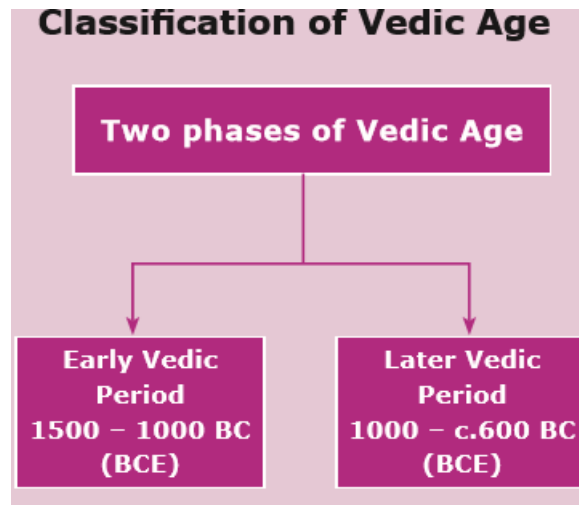 Classification of Vedic Age
Two phases of Vedic Age
Early Vedic
Period
1500 – 1000 BC
(BCE)
Later Vedic
Period
1000 – c.600 BC
(BCE)